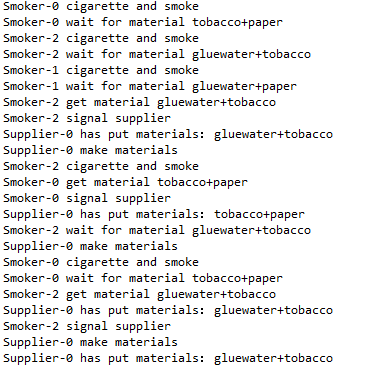 Smoker-0 cigarette and smoke
Smoker-0 wait for material tobacco+paper
Smoker-2 cigarette and smoke
Smoker-2 wait for material gluewater+tobacco
Smoker-1 cigarette and smoke
Smoker-1 wait for material gluewater+paper
Smoker-2 get material gluewater+tobacco
Smoker-2 signal supplier
Supplier-0 has put materials: gluewater+tobacco
Supplier-0 make materials
Smoker-2 cigarette and smoke
Smoker-0 get material tobacco+paper
Smoker-0 signal supplier
Supplier-0 has put materials: tobacco+paper
Smoker-2 wait for material gluewater+tobacco
Supplier-0 make materials
Smoker-0 cigarette and smoke
Smoker-0 wait for material tobacco+paper
Smoker-2 get material gluewater+tobacco
Supplier-0 has put materials: gluewater+tobacco
Smoker-2 signal supplier
Supplier-0 make materials
Supplier-0 has put materials: gluewater+tobacco